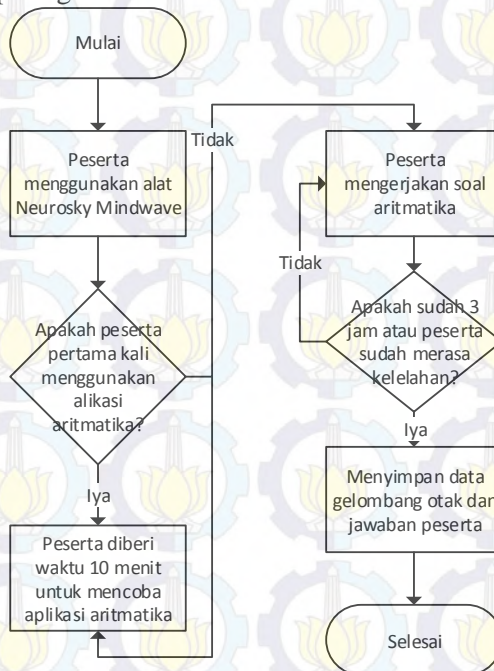 Mulai
Peserta
menggunakan alat
Neurosky Mindwave
Apakah peserta
pertama kali
menggunakan
alikasi
aritmatika?
Iya
Peserta diberi
waktu 10 menit
untuk mencoba
aplikasi aritmatika
Tidak
Peserta
mengerjakan soal
aritmatika
Tidak
Apakah sudah 3
jam atau peserta
sudah merasa
kelelahan?
Iya
Menyimpan data
gelombang otak dan
jawaban peserta
Selesai